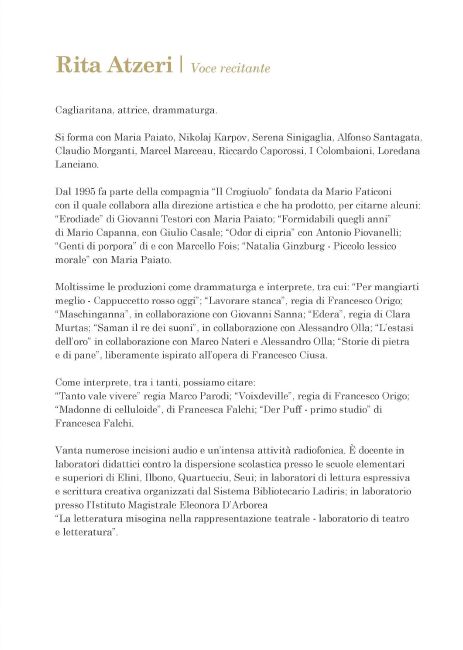 Rita Atzeri | Voce recitante
Cagliaritana, attrice, drammaturga.
Si forma con Maria Paiato, Nikolaj Karpov, Serena Sinigaglia, Alfonso Santagata,
Claudio Morganti, Marcel Marceau, Riccardo Caporossi, I Colombaioni, Loredana
Lanciano.
Dal 1995 fa parte della compagnia “Il Crogiuolo” fondata da Mario Faticoni
con il quale collabora alla direzione artistica e che ha prodotto, per citarne alcuni:
“Erodiade” di Giovanni Testori con Maria Paiato; “Formidabili quegli anni”
di Mario Capanna, con Giulio Casale; “Odor di cipria” con Antonio Piovanelli;
“Genti di porpora” di e con Marcello Fois; “Natalia Ginzburg - Piccolo lessico
morale” con Maria Paiato.
Moltissime le produzioni come drammaturga e interprete, tra cui: “Per mangiarti
meglio - Cappuccetto rosso oggi”; “Lavorare stanca”, regia di Francesco Origo;
“Maschinganna”, in collaborazione con Giovanni Sanna; “Edera”, regia di Clara
Murtas; “Saman il re dei suoni”, in collaborazione con Alessandro Olla; “L'estasi
dell'oro” in collaborazione con Marco Nateri e Alessandro Olla; “Storie di pietra
e di pane”, liberamente ispirato all'opera di Francesco Ciusa.
Come interprete, tra i tanti, possiamo citare:
“Tanto vale vivere” regia Marco Parodi; “Voixdeville”, regia di Francesco Origo;
“Madonne di celluloide”, di Francesca Falchi; “Der Puff - primo studio” di
Francesca Falchi.
Vanta numerose incisioni audio e un'intensa attività radiofonica. È docente in
laboratori didattici contro la dispersione scolastica presso le scuole elementari
e superiori di Elini, Ilbono, Quartucciu, Seui; in laboratori di lettura espressiva
e scrittura creativa organizzati dal Sistema Bibliotecario Ladiris; in laboratorio
presso l'Istituto Magistrale Eleonora D'Arborea
“La letteratura misogina nella rappresentazione teatrale - laboratorio di teatro
e letteratura”.